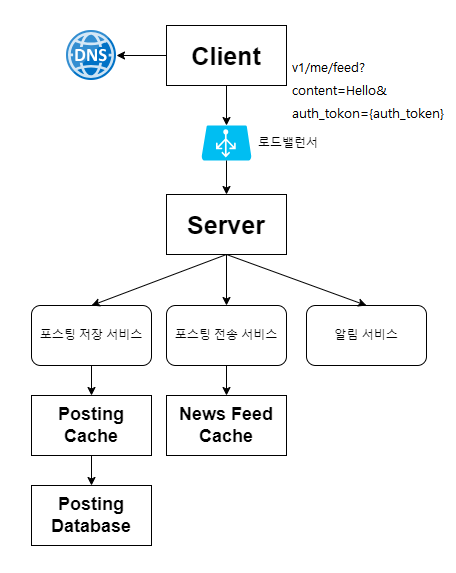 DNS
Client
v1/me/feed?
content=Hello&
auth_tokon={auth_token}
로드밸런서
Server
포스팅 저장 서비스
포스팅 전송 서비스
알림 서비스
Posting
Cache
News Feed
Cache
Posting
Database